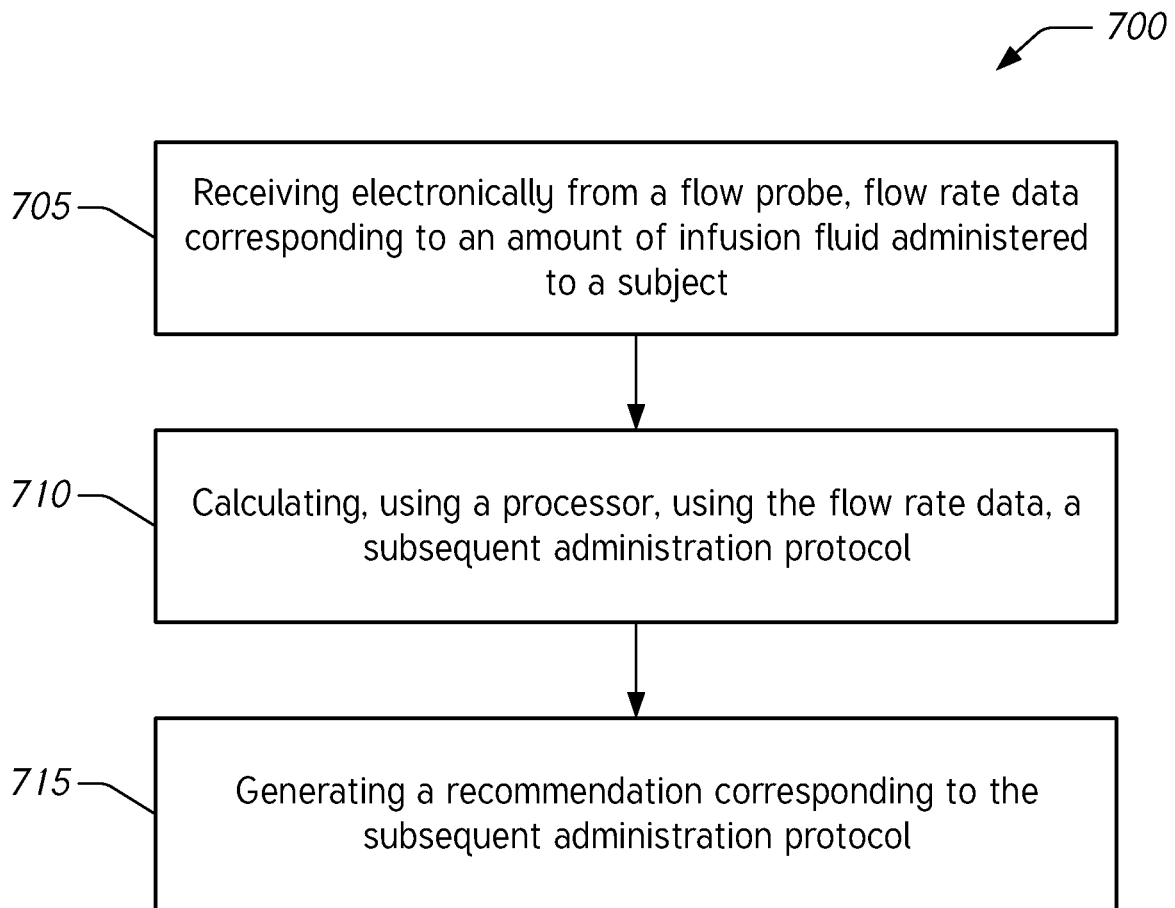 700
705
Receiving electronically from a flow probe, flow rate data
corresponding to an amount of infusion fluid administered
to a subject
710
Calculating, using a processor, using the flow rate data, a
subsequent administration protocol
715
Generating a recommendation corresponding to the
subsequent administration protocol